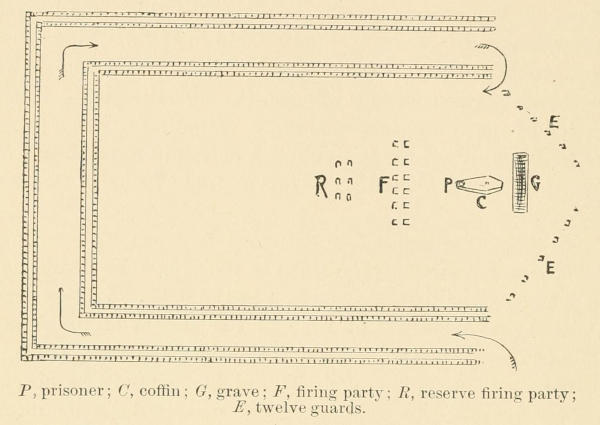 E
R F P G
C
E
P, prisoner; C, coffin; G, grave; F, firing party; R, reserve firing party;
E, twelve guards.